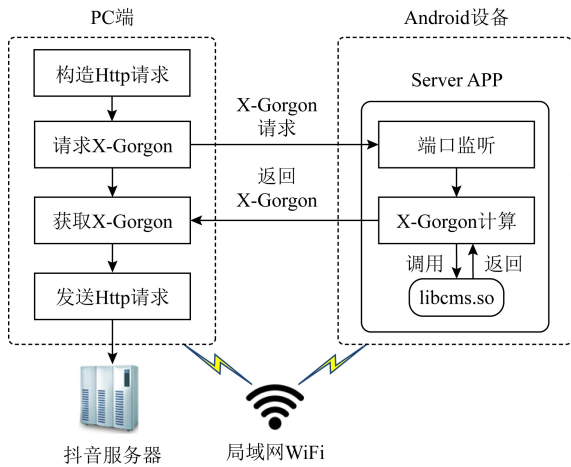 PC端
Android设备
构造Http请求
Server APP
X-Gorgon
请求
请求X-Gorgon
端口监听
返回
X-Gorgon
获取X-Gorgon
X-Gorgon计算
调用
返回
发送Http请求
libcms.so
抖音服务器
局域网WiFi